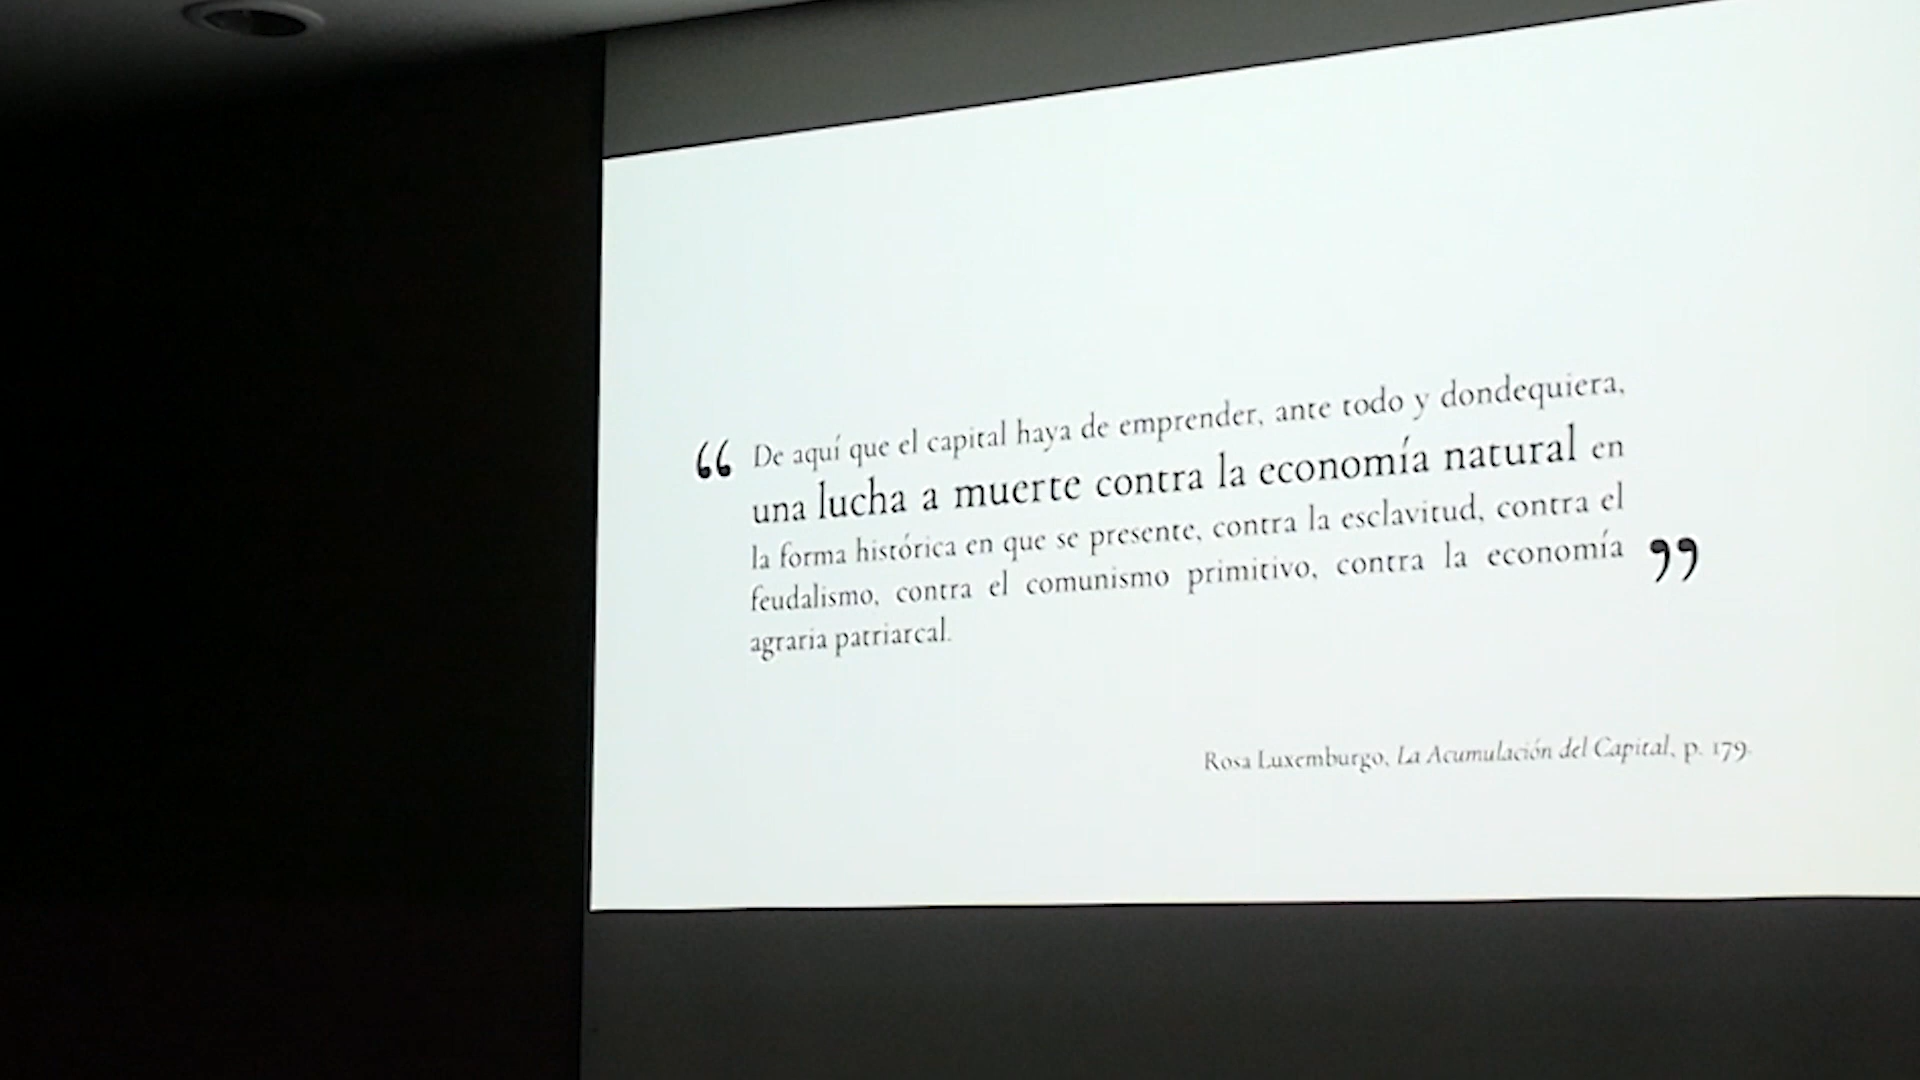 “ De aquí que el capital haya de emprender, ante todo y dondequiera,
una lucha a muerte contra la economía natural en
la forma histórica en que se presente, contra la esclavitud, contra el
feudalismo, contra el comunismo primitivo, contra la economía ”
agraria patriarcal.
Rosa Luxemburgo, La Acumulación del Capital, p. 179.